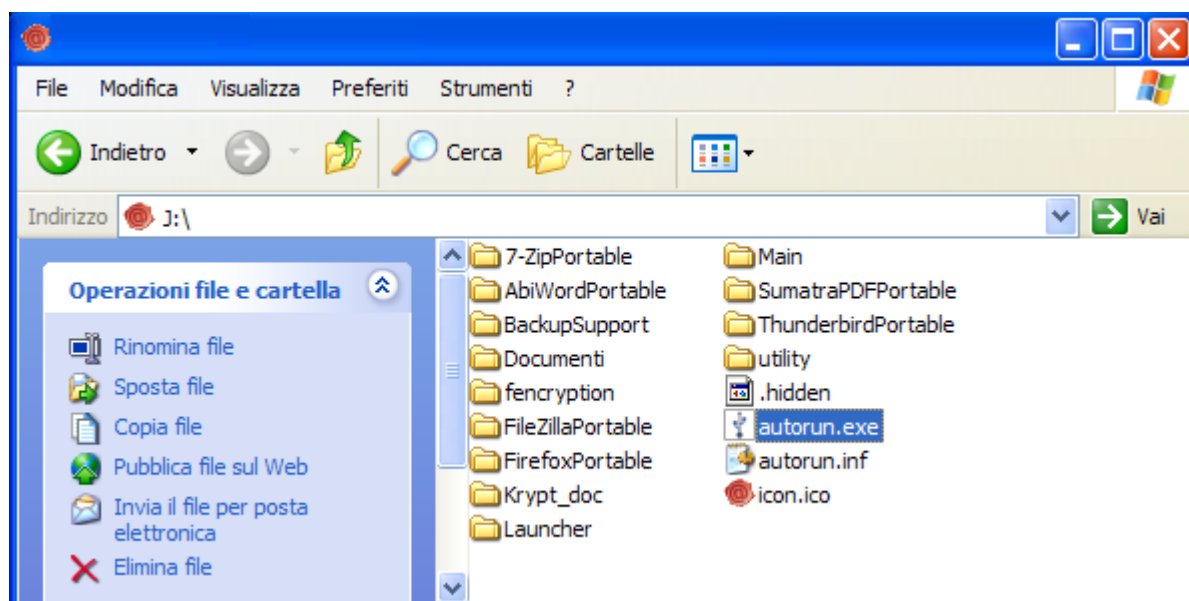 File Modifica Visualizza Preferiti Strumenti ?
Indietro Cerca Cartelle
Indirizzo J:\ Vai
Operazioni file e cartella
Rinomina file
Sposta file
Copia file
Pubblica file sul Web
Invia il file per posta
elettronica
Elimina file
7-ZipPortable
AbiWordPortable
BackupSupport
Documenti
fencryption
FileZillaPortable
FirefoxPortable
Krypt_doc
Launcher
Main
SumatraPDFPortable
ThunderbirdPortable
utility
.hidden
autorun.exe
autorun.inf
icon.ico